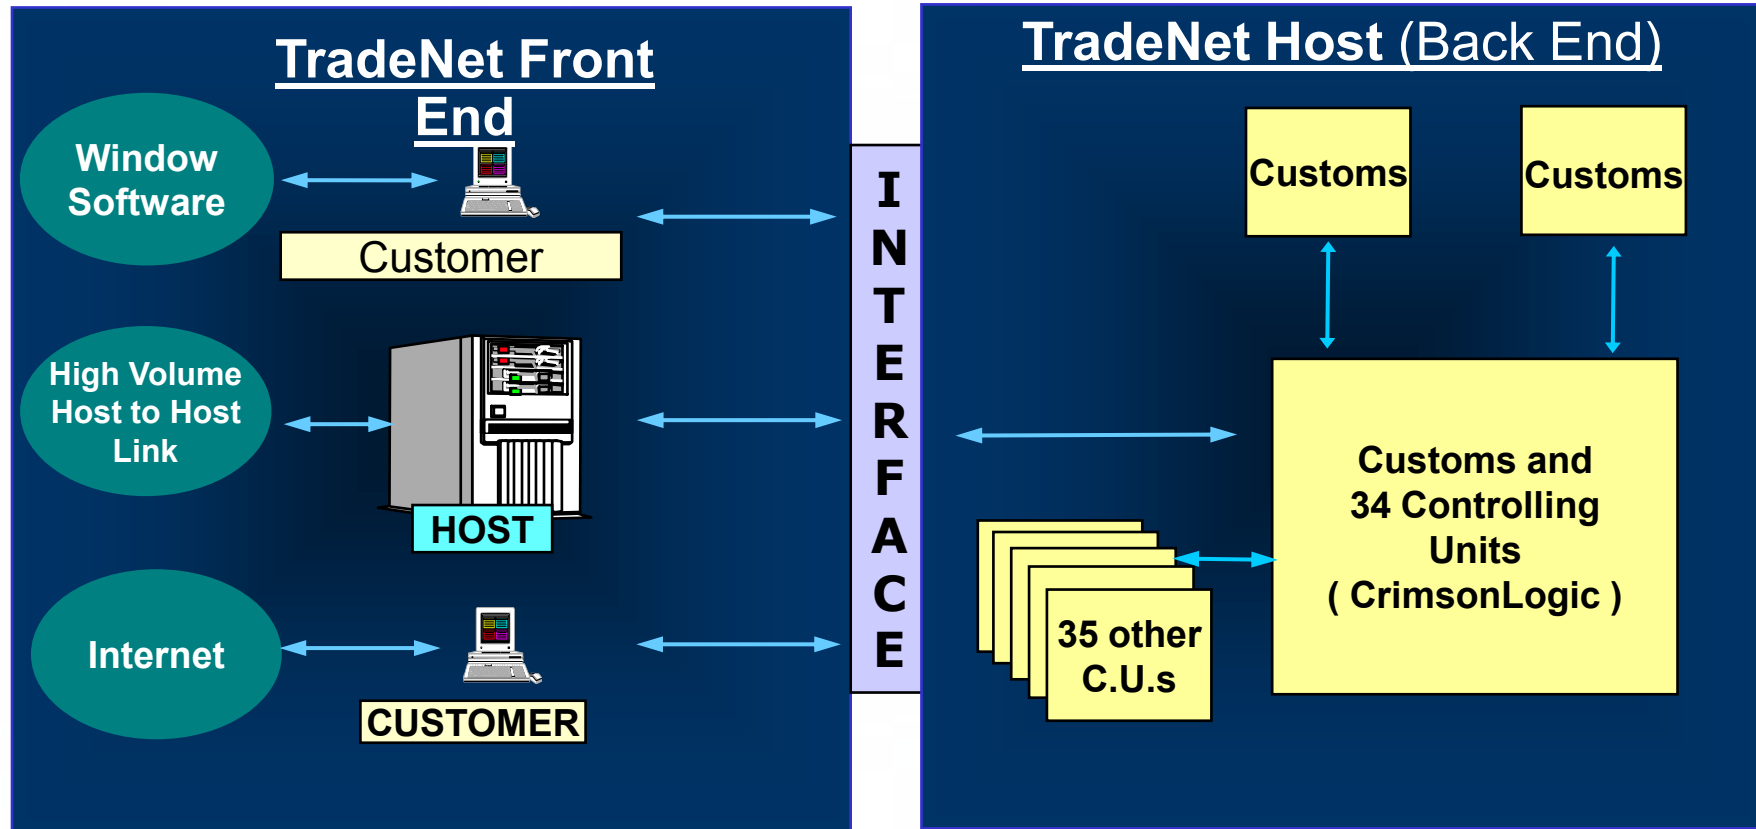 TradeNet Front
End
Window
Software
Customer
High Volume
Host to Host
Link
HOST
Internet
CUSTOMER
I
N
T
E
R
F
A
C
E
TradeNet Host (Back End)
Customs
Customs
Customs and
34 Controlling
Units
( CrimsonLogic )
35 other
C.U.s